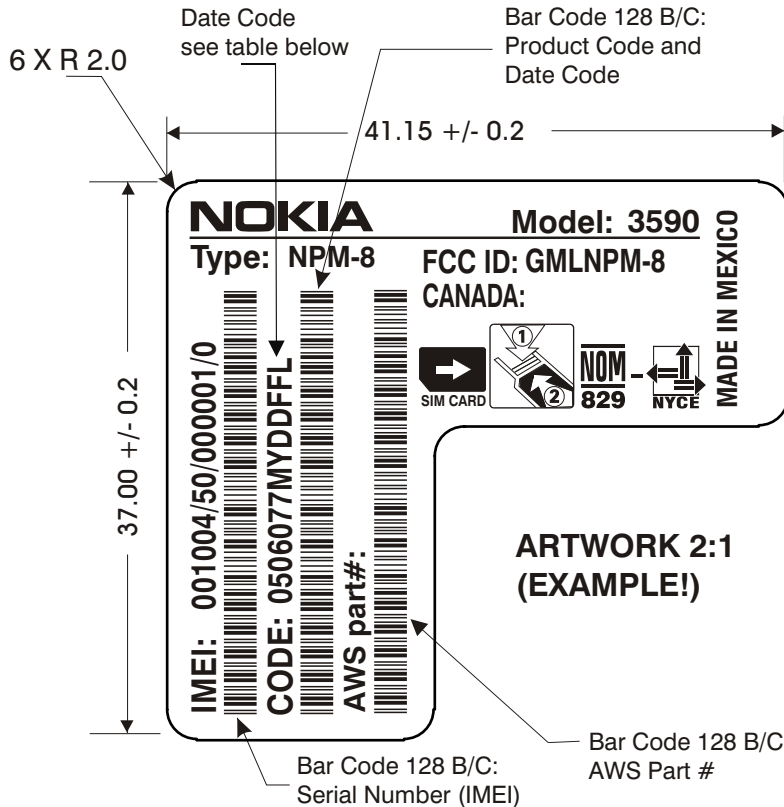 Date Code
see table below
Bar Code 128 B/C:
Product Code and
Date Code
6 X R 2.0
41.15 +/- 0.2
37.00 +/- 0.2
NOKIA Model: 3590
Type: NPM-8
FCC ID: GMLNPM-8
CANADA:
MADE IN MEXICO
1
2
SIM CARD
NOM
829
-
NYCE
IMEI: 001004/50/000001/0
CODE: 0506077MYDDFFL
AWS part#:
ARTWORK 2:1
(EXAMPLE!)
Bar Code 128 B/C
AWS Part #
Bar Code 128 B/C:
Serial Number (IMEI)